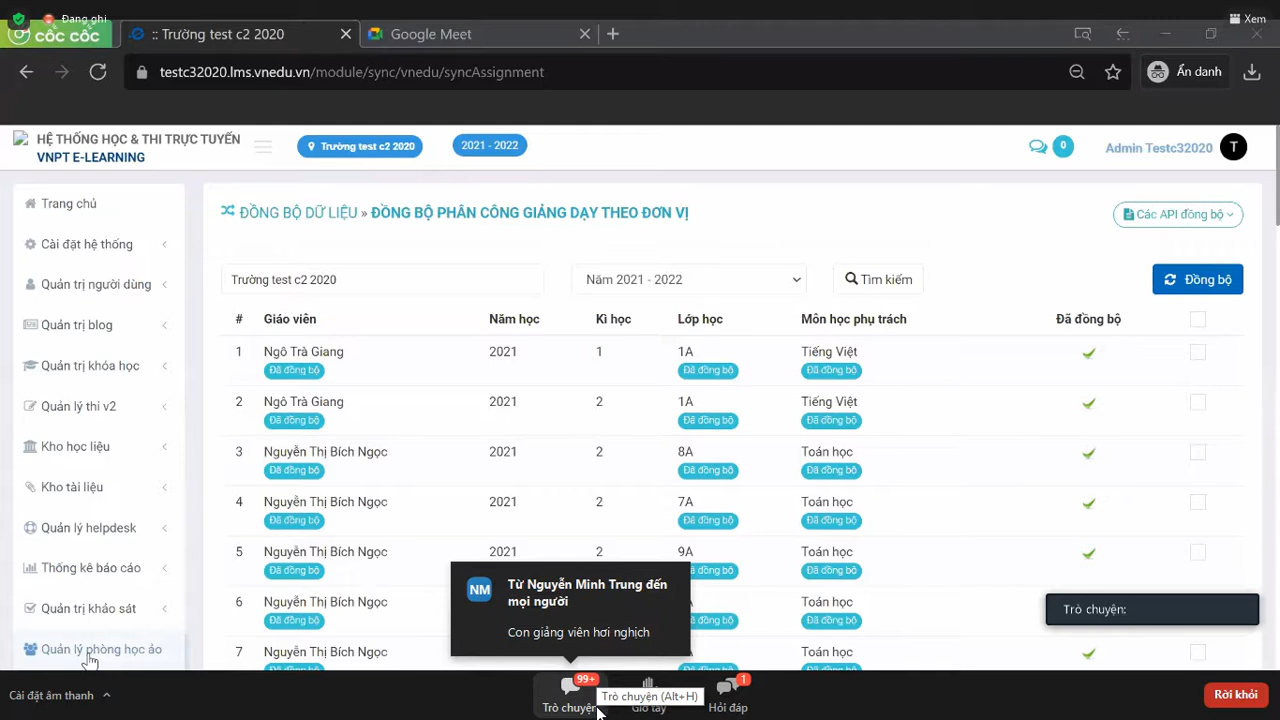 Đang ghi
Xem
cốc cốc
:: Trường test c2 2020
Google Meet
testc32020.lms.vnedu.vn/module/sync/vnedu/syncAssignment
Ẩn danh
HỆ THỐNG HỌC & THI TRỰC TUYẾN
VNPT E-LEARNING
Trường test c2 2020
2021 - 2022
0
Admin Testc32020
T
Trang chủ
Cài đặt hệ thống
Quản trị người dùng
Quản trị blog
Quản trị khóa học
Quản lý thi v2
Kho học liệu
Kho tài liệu
Quản lý helpdesk
Thống kê báo cáo
Quản trị khảo sát
Quản lý phòng học ảo
ĐỒNG BỘ DỮ LIỆU » ĐỒNG BỘ PHÂN CÔNG GIẢNG DẠY THEO ĐƠN VỊ
Các API đồng bộ
Trường test c2 2020
Năm 2021 - 2022
Tìm kiếm
Đồng bộ
# Giáo viên Năm học Kì học Lớp học Môn học phụ trách Đã đồng bộ
1 Ngô Trà Giang 2021 1 1A Tiếng Việt
Đã đồng bộ Đã đồng bộ Đã đồng bộ
2 Ngô Trà Giang 2021 2 1A Tiếng Việt
Đã đồng bộ Đã đồng bộ Đã đồng bộ
3 Nguyễn Thị Bích Ngọc 2021 2 8A Toán học
Đã đồng bộ Đã đồng bộ Đã đồng bộ
4 Nguyễn Thị Bích Ngọc 2021 2 7A Toán học
Đã đồng bộ Đã đồng bộ Đã đồng bộ
5 Nguyễn Thị Bích Ngọc 2021 2 9A Toán học
Đã đồng bộ Đã đồng bộ
6 Nguyễn Thị Bích Ngọc Toán học
Đã đồng bộ Đã đồng bộ
7 Nguyễn Thị Bích Ngọc Toán học
Đã đồng bộ Đã đồng bộ
NM
Từ Nguyễn Minh Trung đến
mọi người
Con giảng viên hơi nghịch
Trò chuyện:
Cài đặt âm thanh
99+
Trò chuyện
Trò chuyện (Alt+H)
Giơ tay
1
Hỏi đáp
Rời khỏi